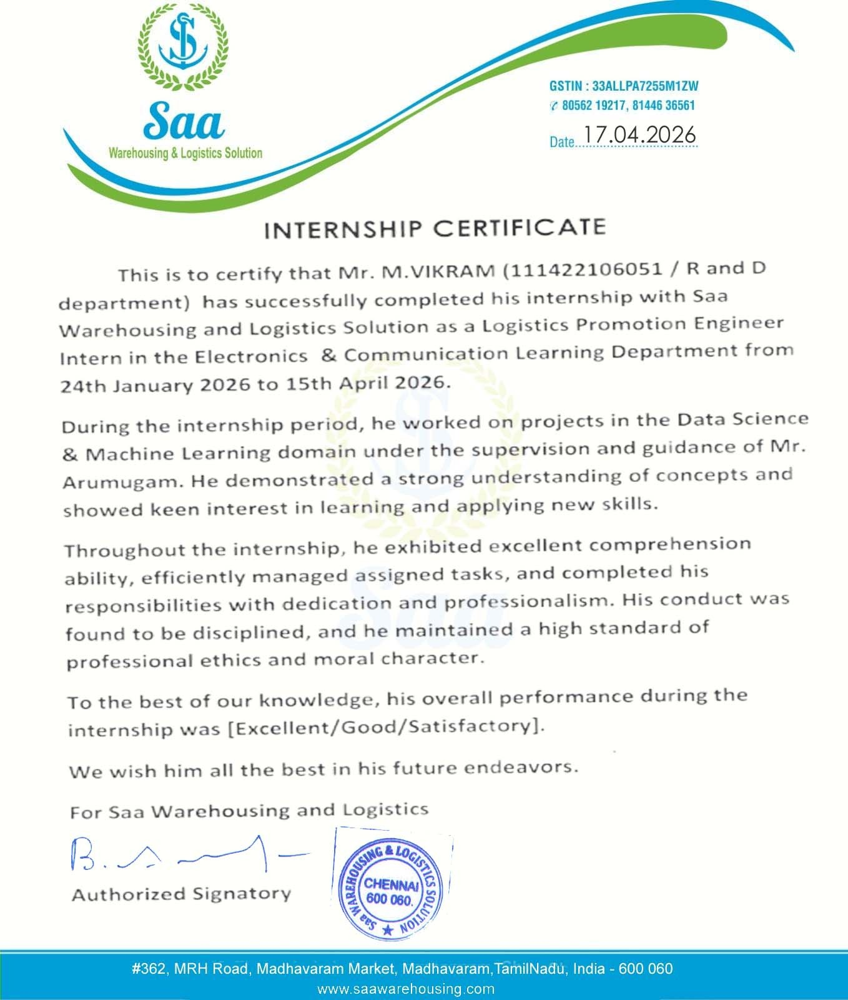 Saa
Warehousing & Logistics Solution
GSTIN : 33ALLPA7255M1ZW
✆ 80562 19217, 81446 36561
Date 17.04.2026
INTERNSHIP CERTIFICATE
This is to certify that Mr. M.VIKRAM (111422106051 / R and D
department) has successfully completed his internship with Saa
Warehousing and Logistics Solution as a Logistics Promotion Engineer
Intern in the Electronics & Communication Learning Department from
24th January 2026 to 15th April 2026.
During the internship period, he worked on projects in the Data Science
& Machine Learning domain under the supervision and guidance of Mr.
Arumugam. He demonstrated a strong understanding of concepts and
showed keen interest in learning and applying new skills.
Throughout the internship, he exhibited excellent comprehension
ability, efficiently managed assigned tasks, and completed his
responsibilities with dedication and professionalism. His conduct was
found to be disciplined, and he maintained a high standard of
professional ethics and moral character.
To the best of our knowledge, his overall performance during the
internship was [Excellent/Good/Satisfactory].
We wish him all the best in his future endeavors.
For Saa Warehousing and Logistics
B.
Authorized Signatory
Saa WAREHOUSING & LOGISTICS SOLUTION
CHENNAI
600 060.
#362, MRH Road, Madhavaram Market, Madhavaram,TamilNadu, India - 600 060
www.saawarehousing.com